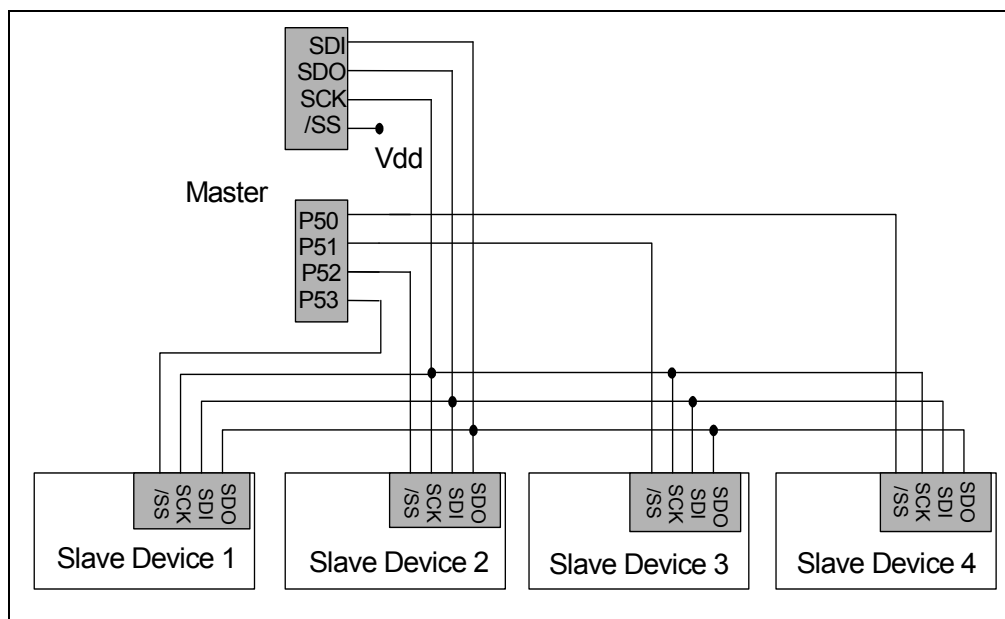 SDI
SDO
SCK
/SS
Vdd
Master
P50
P51
P52
P53
/SS
SCK
SDI
SDO
Slave Device 1
/SS
SCK
SDI
SDO
Slave Device 2
/SS
SCK
SDI
SDO
Slave Device 3
/SS
SCK
SDI
SDO
Slave Device 4